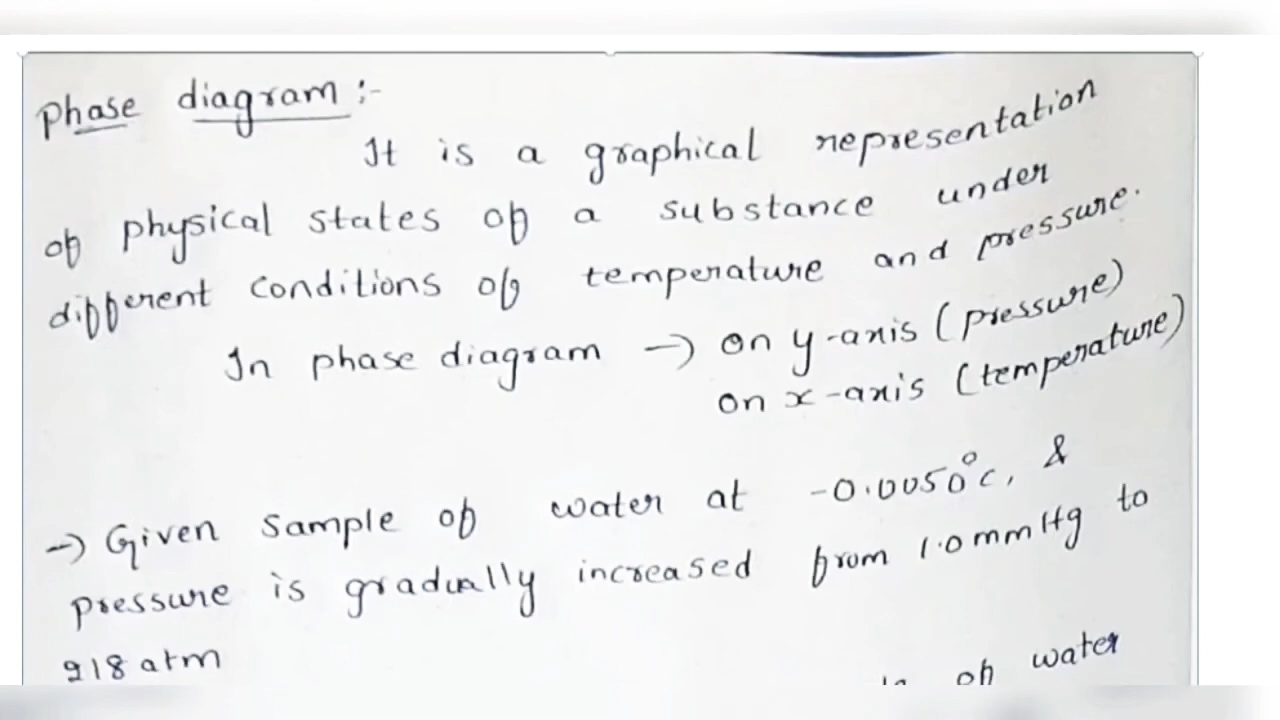 Phase diagram :-
It is a graphical representation
of physical states of a substance under
different conditions of temperature and pressure.
In phase diagram → on y-axis (pressure)
on x-axis (temperature)
→ Given sample of water at -0.0050°c, &
pressure is gradually increased from 1.0 mm Hg to
218 atm
of water